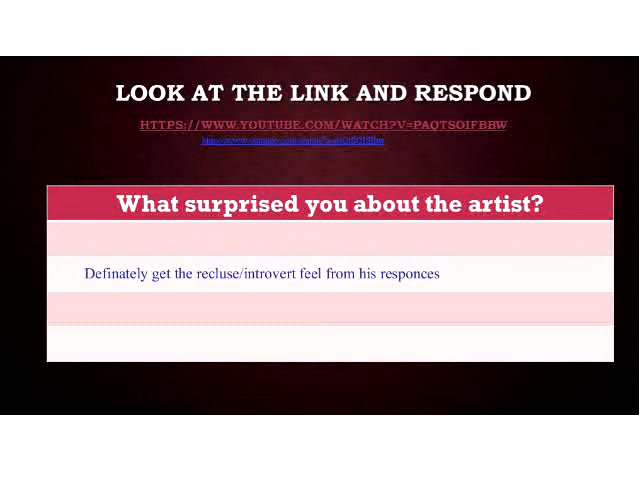 LOOK AT THE LINK AND RESPOND
HTTPS://WWW.YOUTUBE.COM/WATCH?V=PAQTSOIFBBW
What surprised you about the artist?
Definately get the recluse/introvert feel from his responces